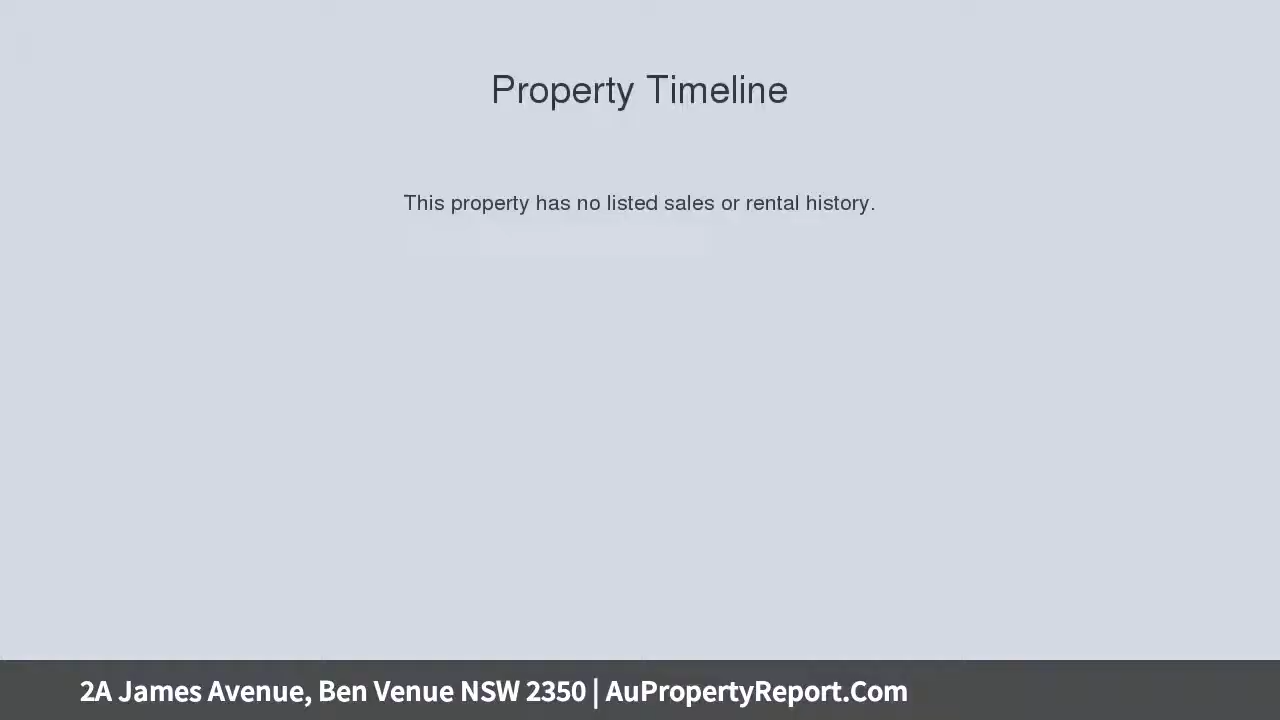 Property Timeline
This property has no listed sales or rental history.
2A James Avenue, Ben Venue NSW 2350 | AuPropertyReport.Com